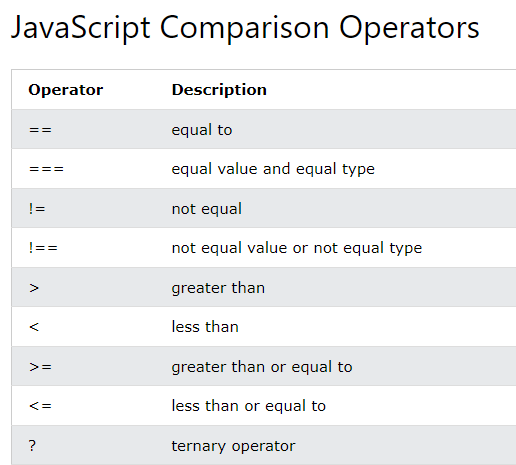 JavaScript Comparison Operators
Operator Description
== equal to
=== equal value and equal type
!= not equal
!== not equal value or not equal type
> greater than
< less than
>= greater than or equal to
<= less than or equal to
? ternary operator